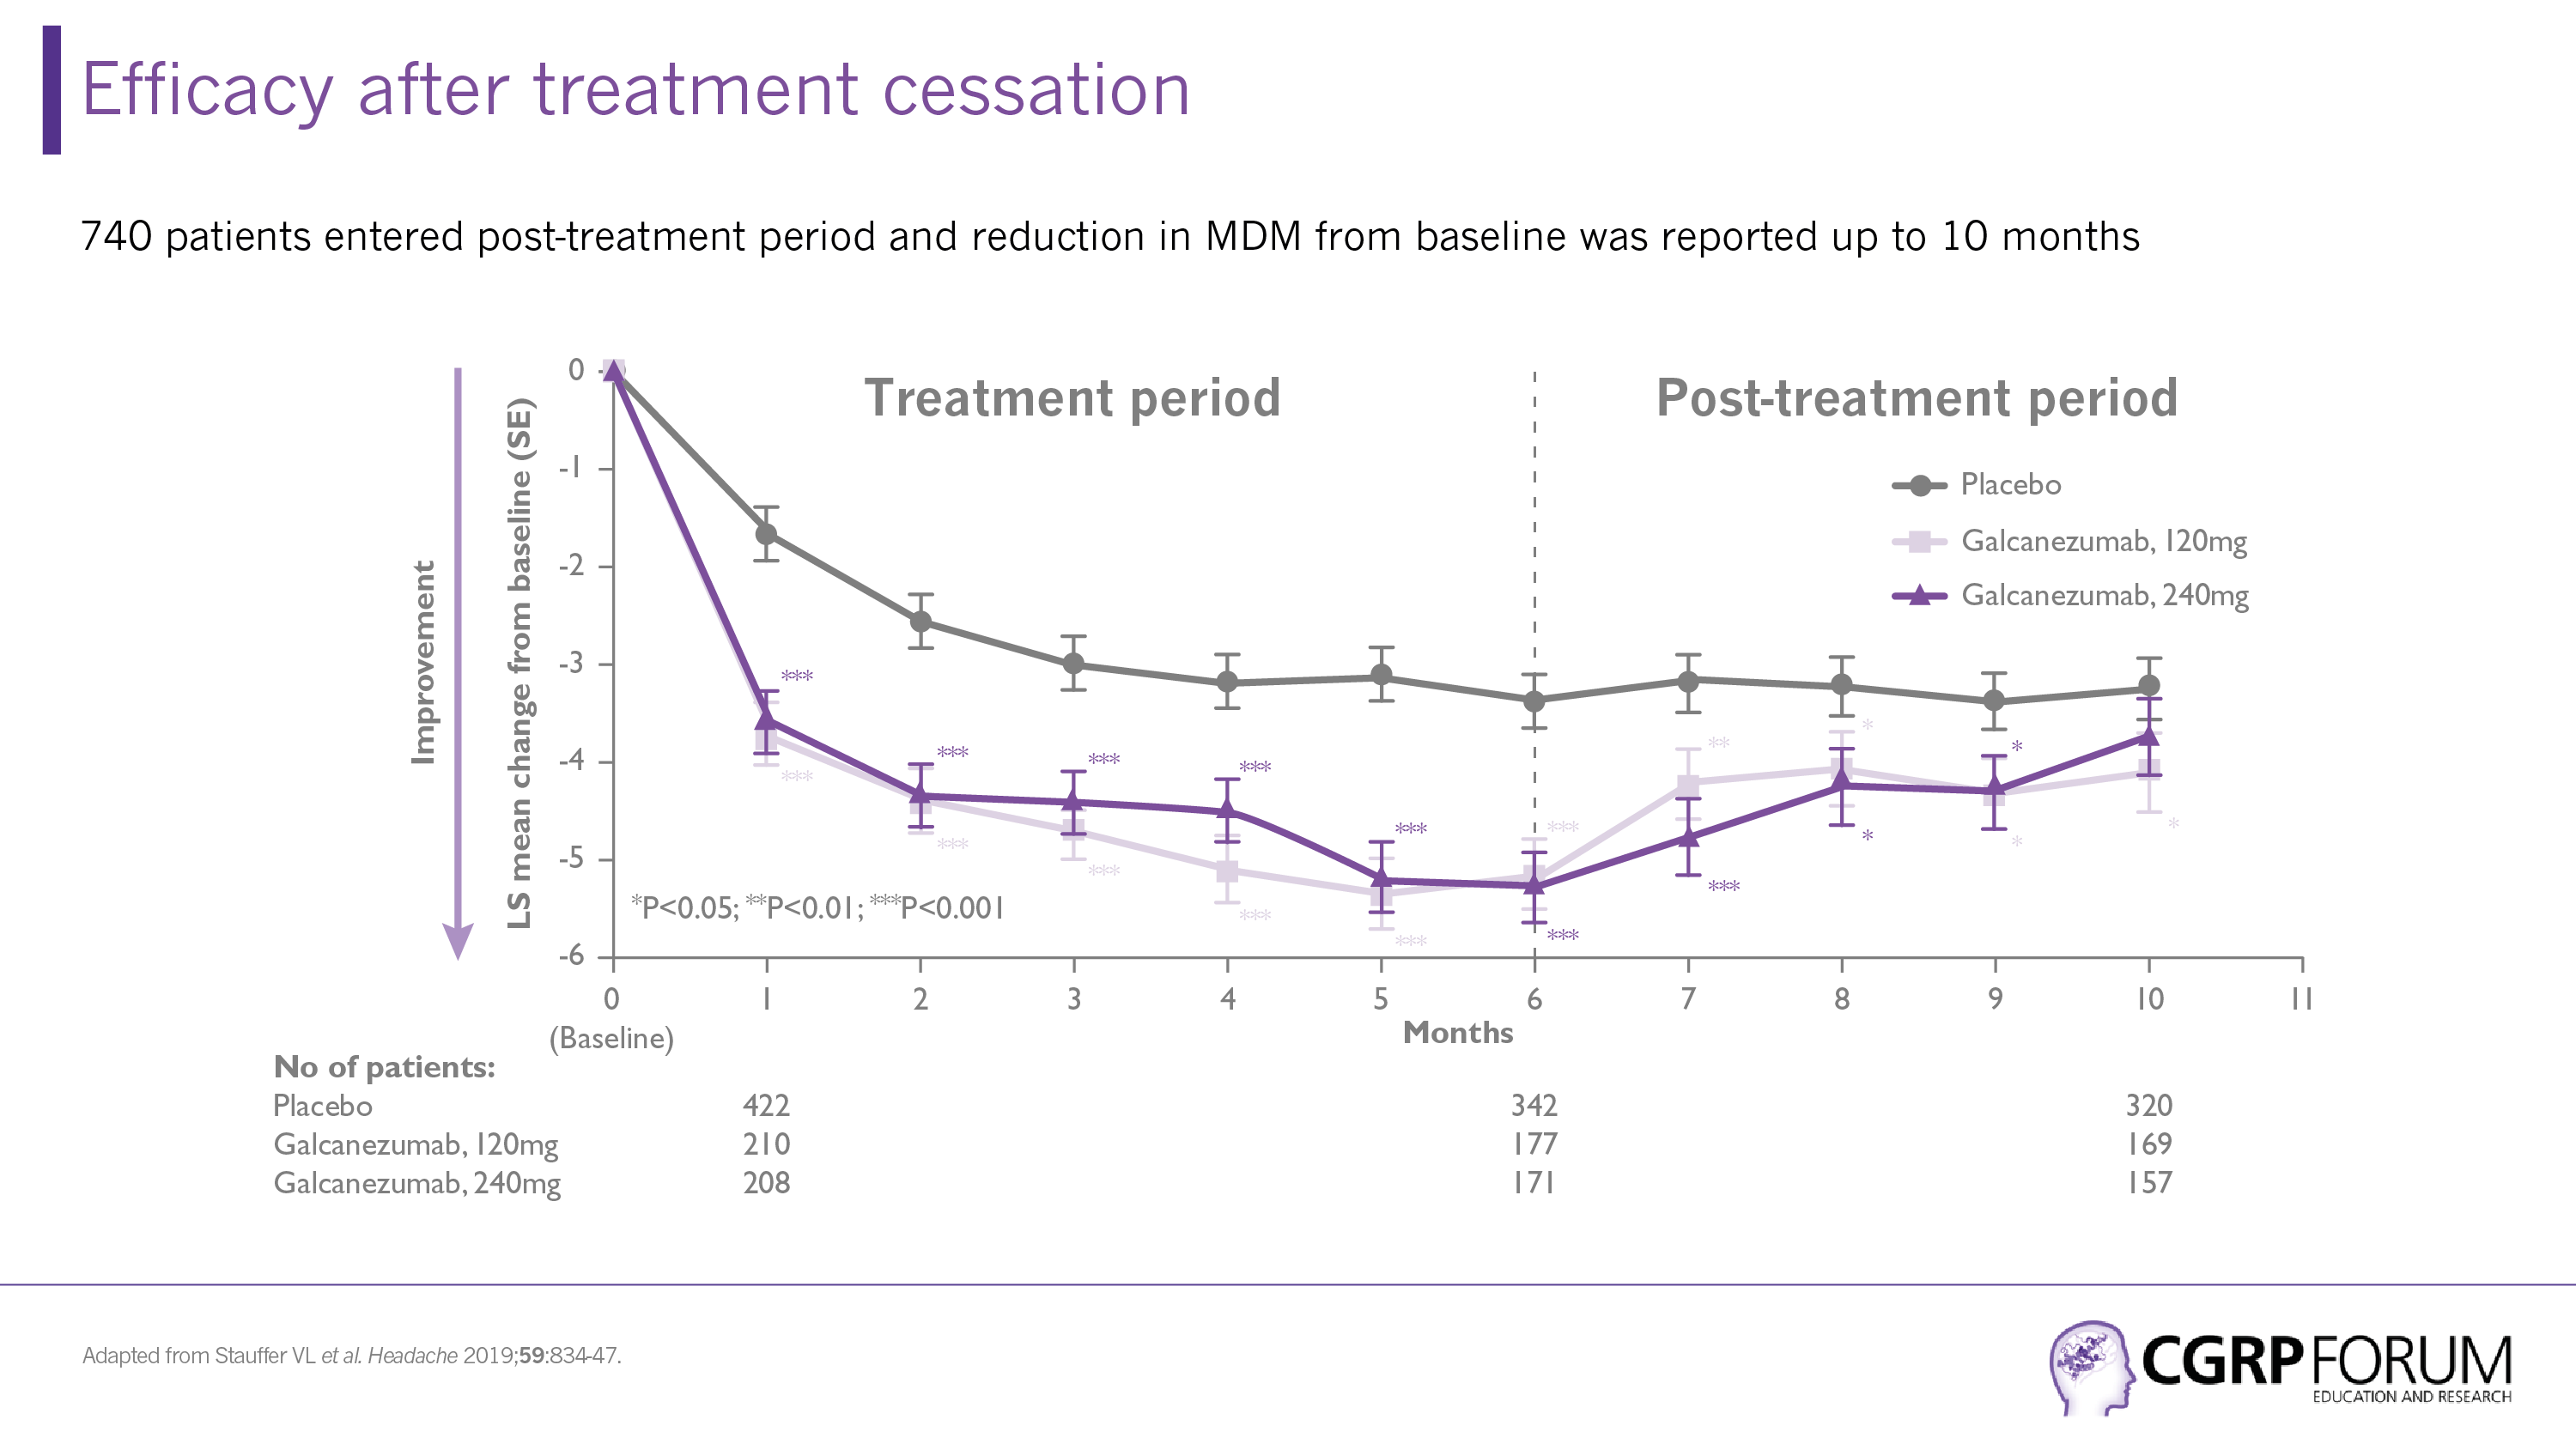 Efficacy after treatment cessation
740 patients entered post-treatment period and reduction in MDM from baseline was reported up to 10 months
Improvement
LS mean change from baseline (SE)
0
-1
-2
-3
-4
-5
-6
Treatment period
Post-treatment period
Placebo
Galcanezumab, 120mg
Galcanezumab, 240mg
***
***
***
***
***
***
***
***
***
***
***
***
**
***
*
*
*
*
*
*P<0.05; **P<0.01; ***P<0.001
0 1 2 3 4 5 6 7 8 9 10 11
(Baseline)
Months
No of patients:
Placebo 422 342 320
Galcanezumab, 120mg 210 177 169
Galcanezumab, 240mg 208 171 157
Adapted from Stauffer VL et al. Headache 2019;59:834-47.
CGRP FORUM
EDUCATION AND RESEARCH